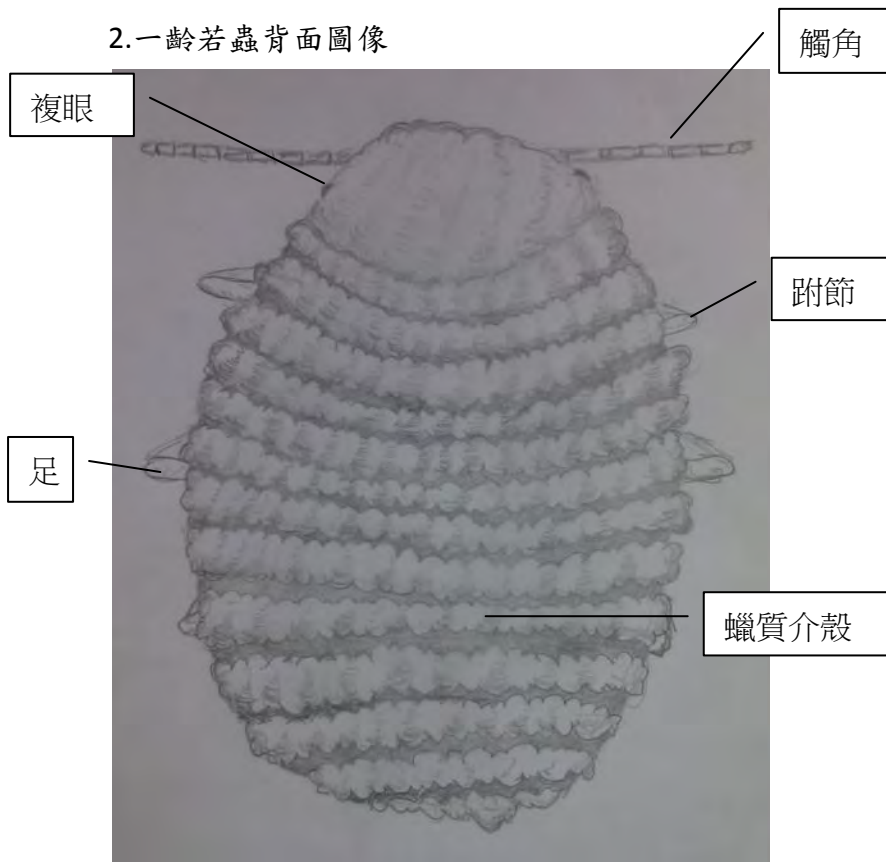 2.一齡若蟲背面圖像
觸角
複眼
跗節
足
蠟質介殼